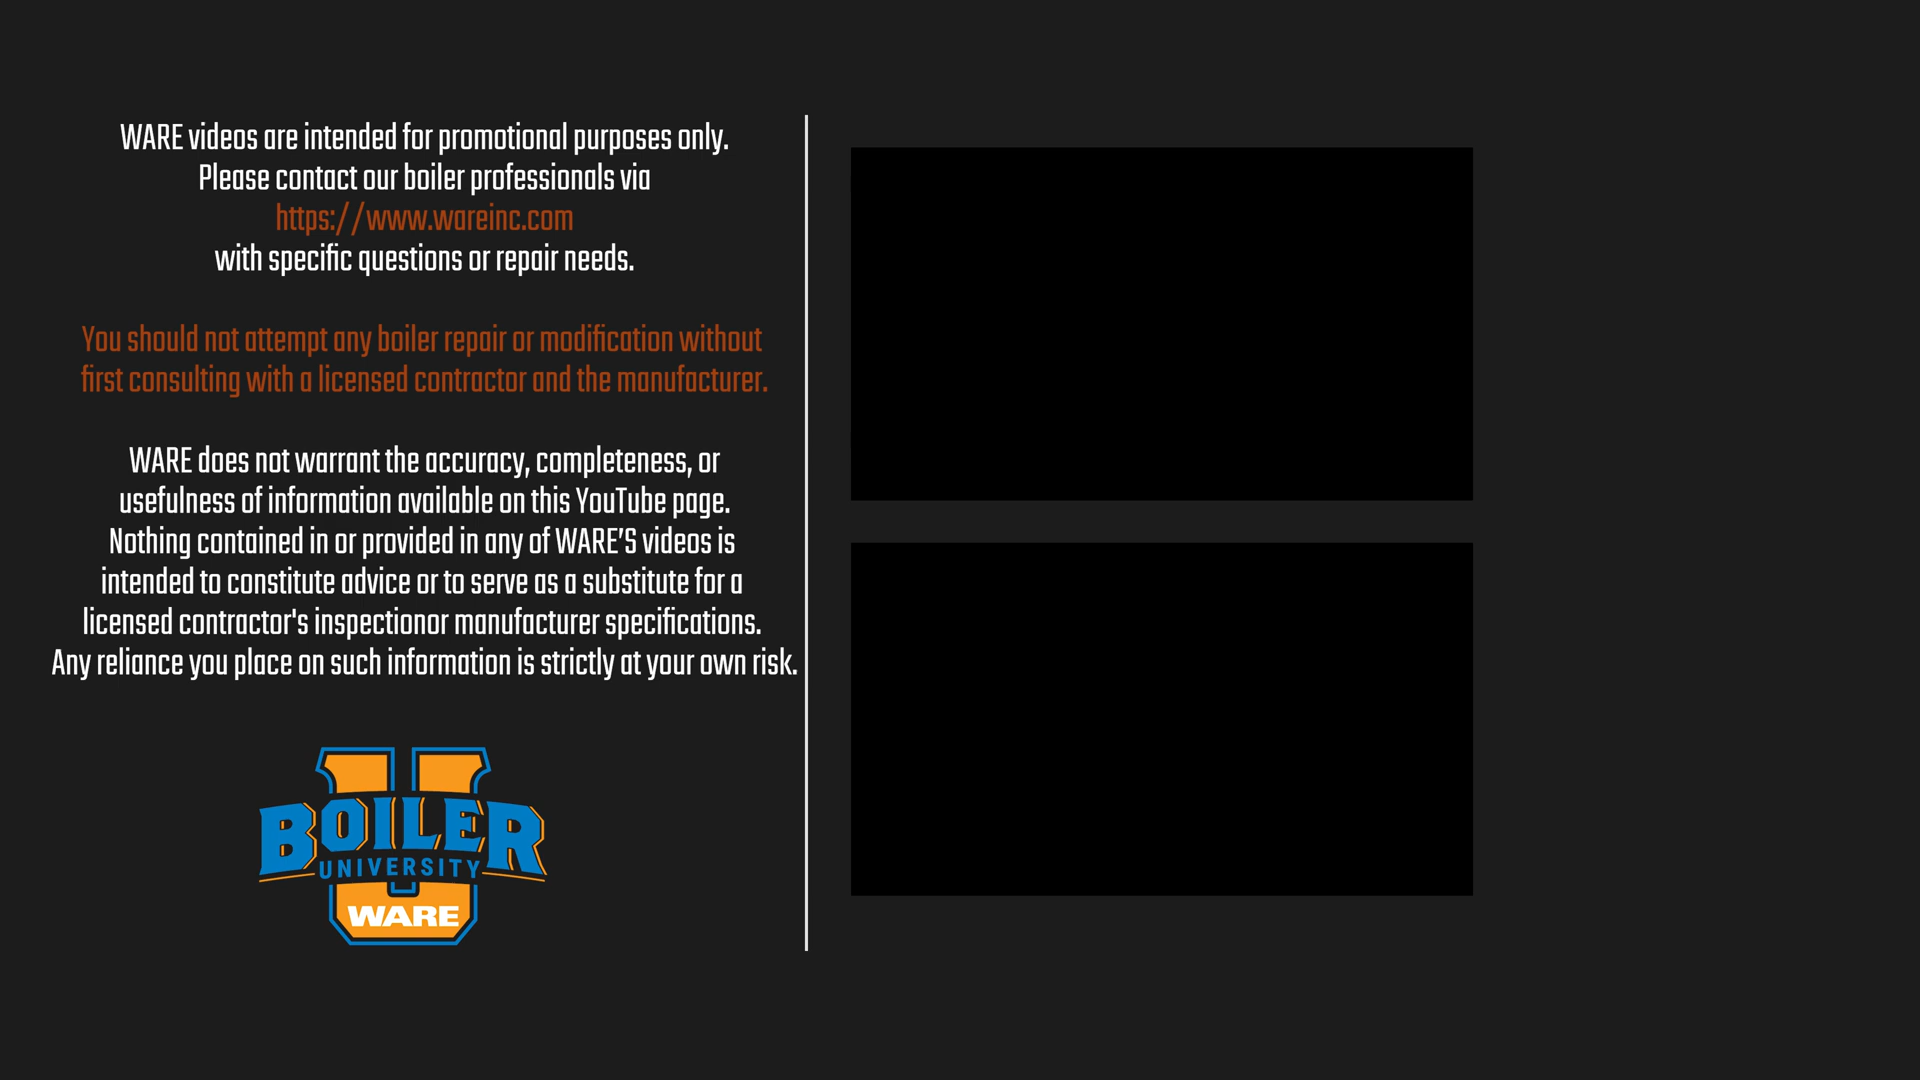 WARE videos are intended for promotional purposes only.
Please contact our boiler professionals via
https://www.wareinc.com
with specific questions or repair needs.
You should not attempt any boiler repair or modification without
first consulting with a licensed contractor and the manufacturer.
WARE does not warrant the accuracy, completeness, or
usefulness of information available on this YouTube page.
Nothing contained in or provided in any of WARE'S videos is
intended to constitute advice or to serve as a substitute for a
licensed contractor's inspectionor manufacturer specifications.
Any reliance you place on such information is strictly at your own risk.
U
BOILER
UNIVERSITY
WARE